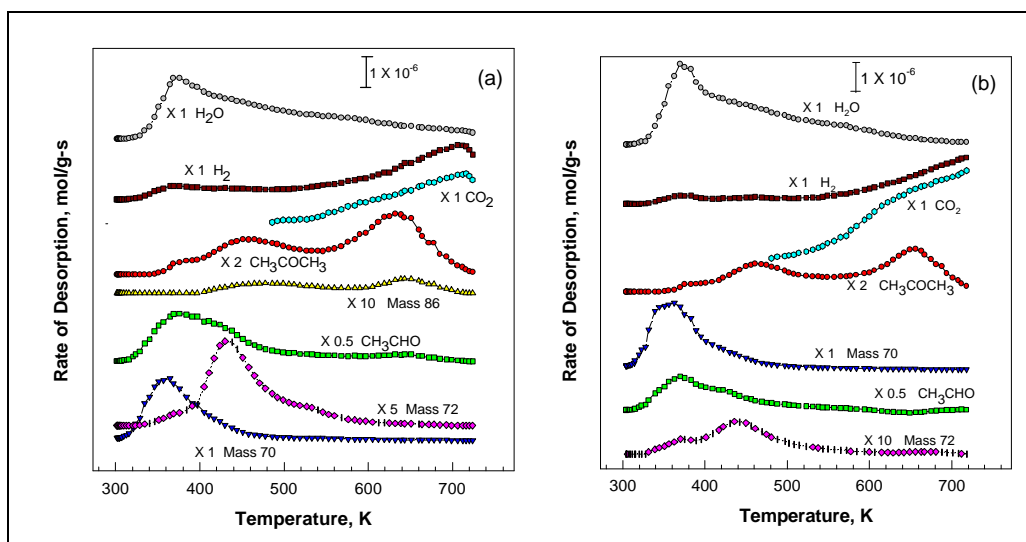 1 X 10⁻⁶
(a)
X 1 H₂O
X 1 H₂
X 1 CO₂
X 2 CH₃COCH₃
X 10 Mass 86
X 0.5 CH₃CHO
X 5 Mass 72
X 1 Mass 70
Rate of Desorption, mol/g-s
300 400 500 600 700
Temperature, K
1 X 10⁻⁶
(b)
X 1 H₂O
X 1 H₂
X 1 CO₂
X 2 CH₃COCH₃
X 1 Mass 70
X 0.5 CH₃CHO
X 10 Mass 72
Rate of Desorption, mol/g-s
300 400 500 600 700
Temperature, K